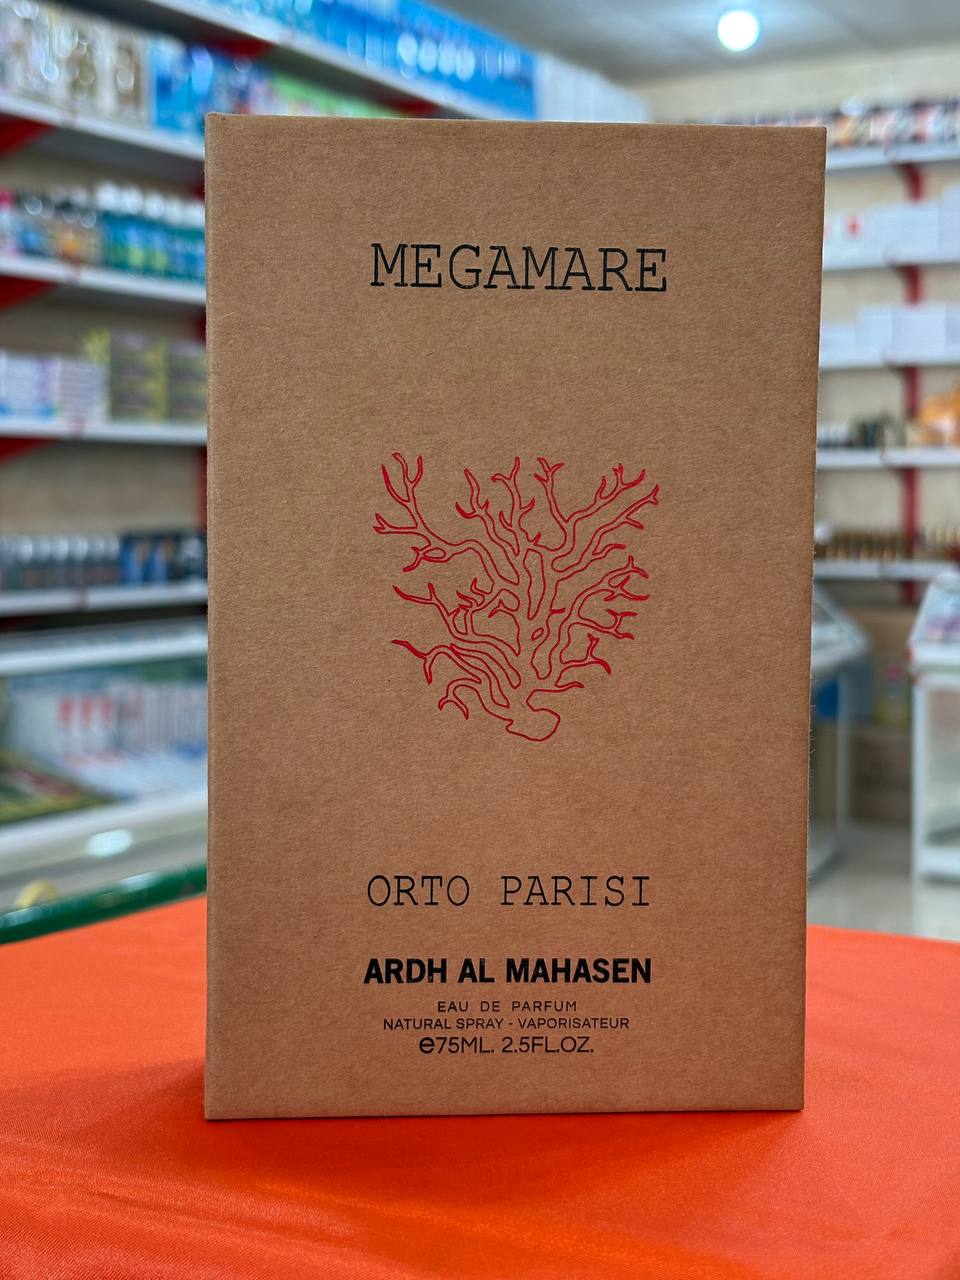 MEGAMARE
ORTO PARISI
ARDH AL MAHASEN
EAU DE PARFUM
NATURAL SPRAY - VAPORISATEUR
℮75ML. 2.5FL.OZ.